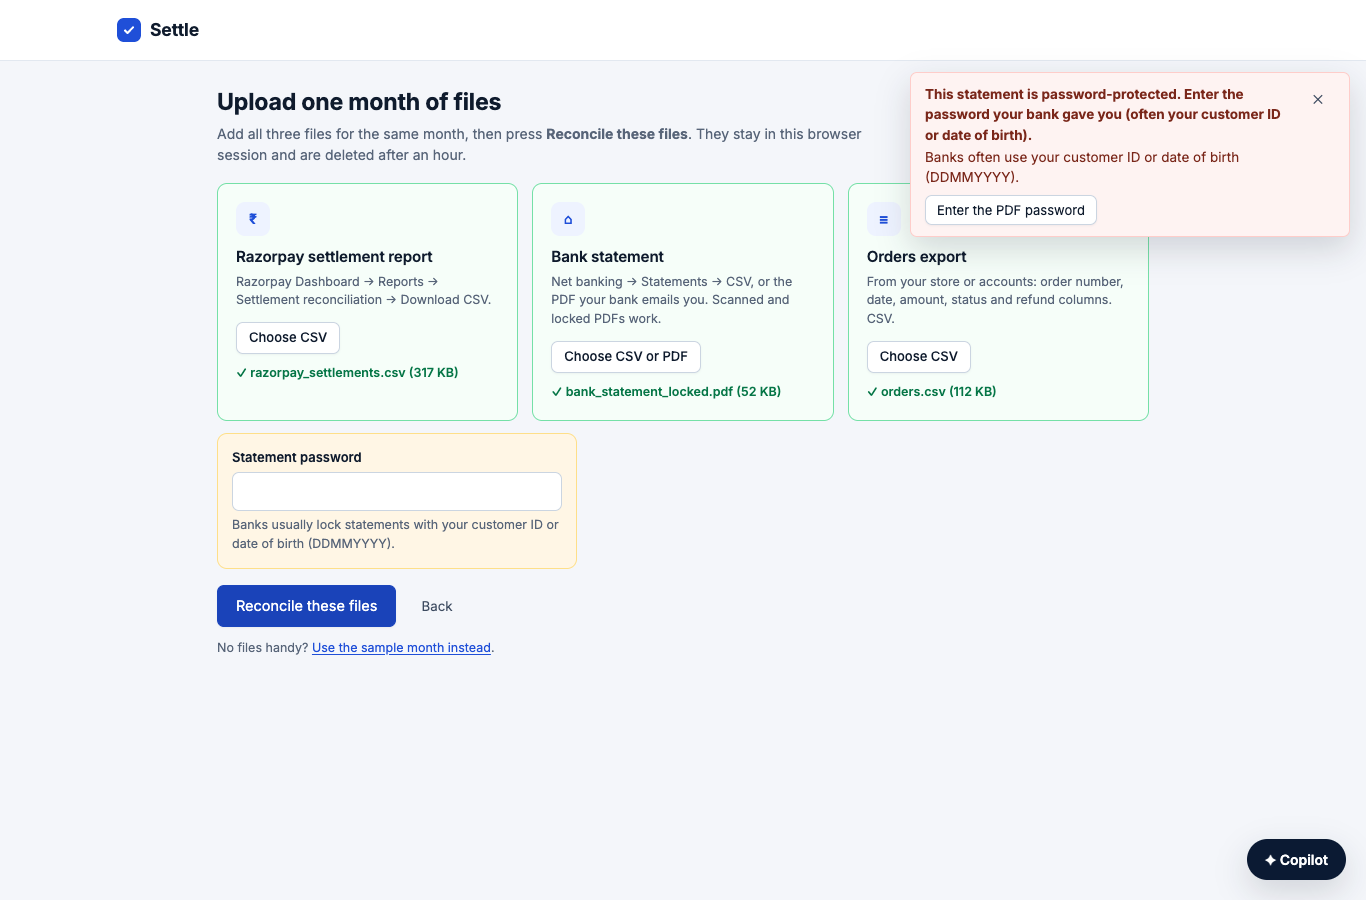 Settle
This statement is password-protected. Enter the
password your bank gave you (often your customer ID
or date of birth).
Banks often use your customer ID or date of birth
(DDMMYYYY).
Enter the PDF password
Upload one month of files
Add all three files for the same month, then press Reconcile these files. They stay in this browser
session and are deleted after an hour.
₹
Razorpay settlement report
Razorpay Dashboard → Reports →
Settlement reconciliation → Download CSV.
Choose CSV
✓ razorpay_settlements.csv (317 KB)
Bank statement
Net banking → Statements → CSV, or the
PDF your bank emails you. Scanned and
locked PDFs work.
Choose CSV or PDF
✓ bank_statement_locked.pdf (52 KB)
Orders export
From your store or accounts: order number,
date, amount, status and refund columns.
CSV.
Choose CSV
✓ orders.csv (112 KB)
Statement password
Banks usually lock statements with your customer ID or
date of birth (DDMMYYYY).
Reconcile these files
Back
No files handy? Use the sample month instead.
Copilot